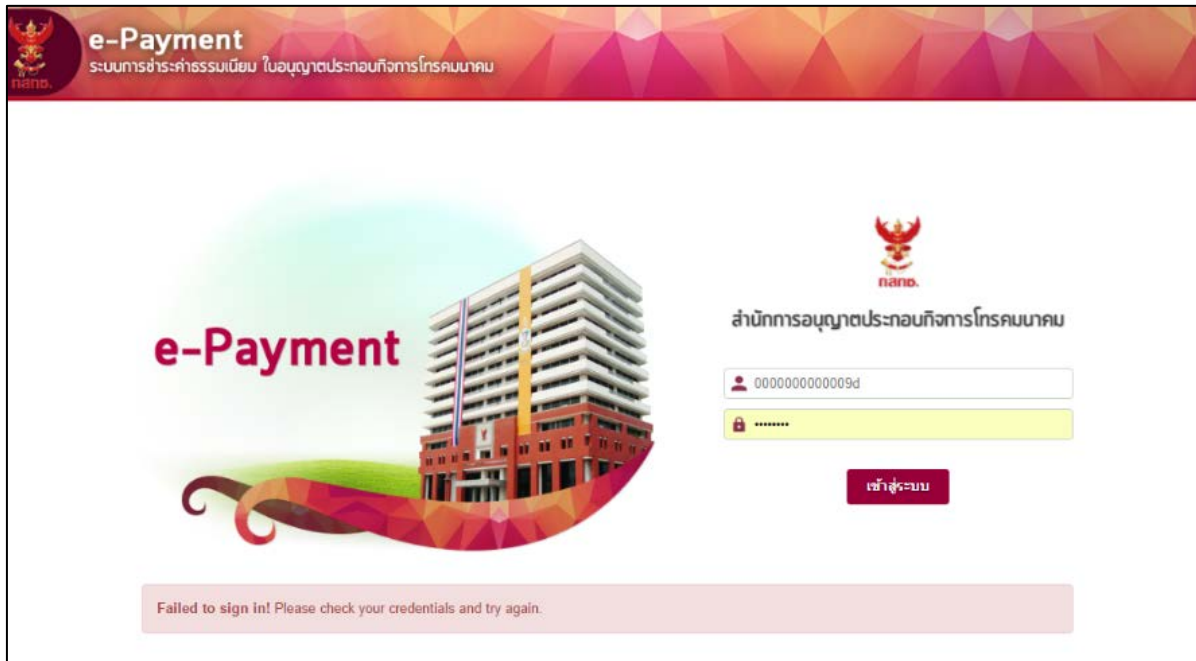 e-Payment
ระบบการชำระค่าธรรมเนียม ใบอนุญาตประกอบกิจการโทรคมนาคม
กสทช.
e-Payment
กสทช.
สำนักการอนุญาตประกอบกิจการโทรคมนาคม
0000000000009d
••••••••
เข้าสู่ระบบ
Failed to sign in! Please check your credentials and try again.